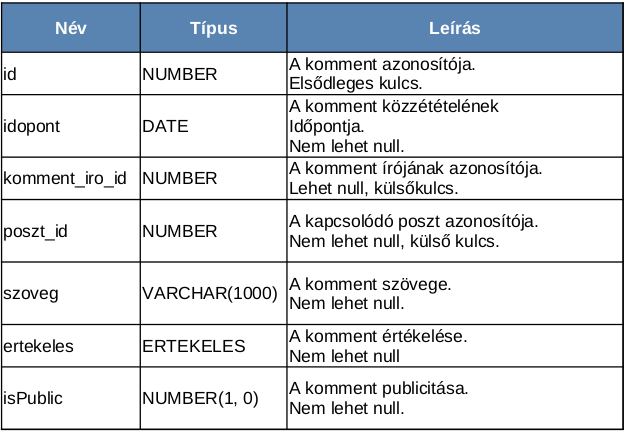 Név Típus Leírás
id NUMBER A komment azonosítója.
Elsődleges kulcs.
idopont DATE A komment közzétételének
Időpontja.
Nem lehet null.
komment_iro_id NUMBER A komment írójának azonosítója.
Lehet null, külsőkulcs.
poszt_id NUMBER A kapcsolódó poszt azonosítója.
Nem lehet null, külső kulcs.
szoveg VARCHAR(1000) A komment szövege.
Nem lehet null.
ertekeles ERTEKELES A komment értékelése.
Nem lehet null
isPublic NUMBER(1, 0) A komment publicitása.
Nem lehet null.